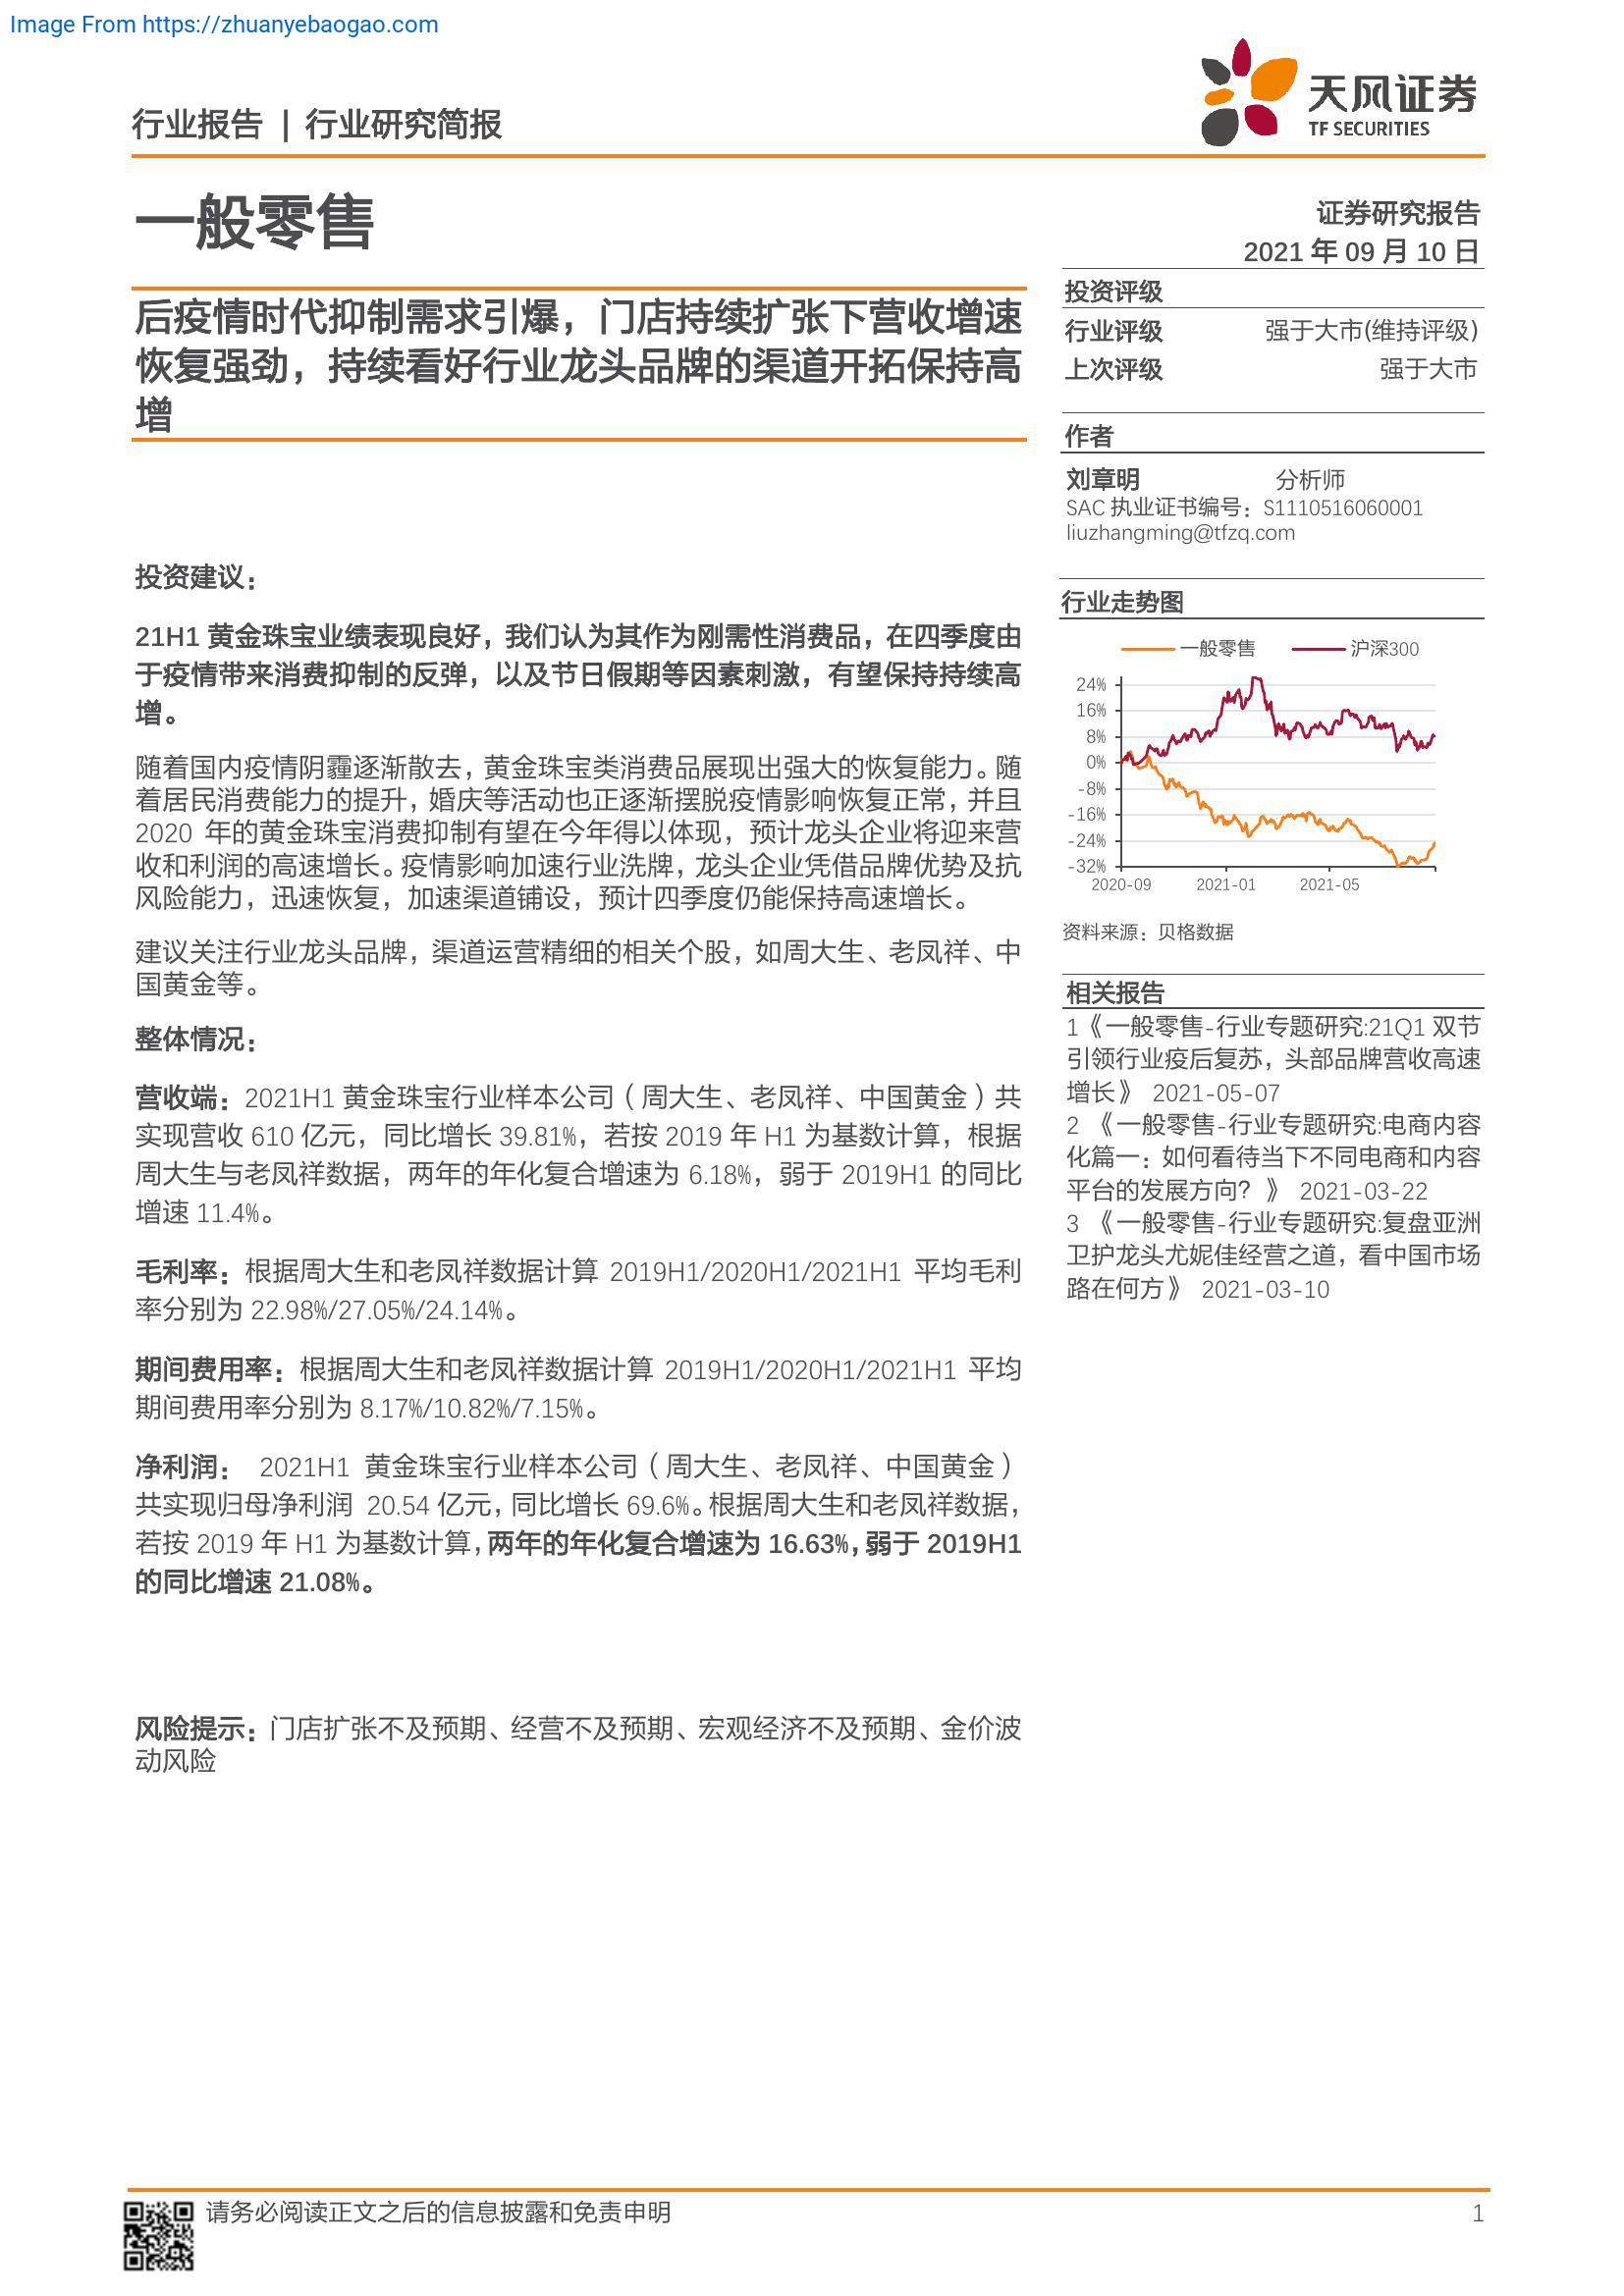 Image From https://zhuanyebaogao.com
行业报告 | 行业研究简报
天风证券
TF SECURITIES
一般零售
证券研究报告
2021 年 09 月 10 日
后疫情时代抑制需求引爆，门店持续扩张下营收增速
恢复强劲，持续看好行业龙头品牌的渠道开拓保持高
增
投资建议：
21H1 黄金珠宝业绩表现良好，我们认为其作为刚需性消费品，在四季度由
于疫情带来消费抑制的反弹，以及节日假期等因素刺激，有望保持持续高
增。
随着国内疫情阴霾逐渐散去，黄金珠宝类消费品展现出强大的恢复能力。随
着居民消费能力的提升，婚庆等活动也正逐渐摆脱疫情影响恢复正常，并且
2020 年的黄金珠宝消费抑制有望在今年得以体现，预计龙头企业将迎来营
收和利润的高速增长。疫情影响加速行业洗牌，龙头企业凭借品牌优势及抗
风险能力，迅速恢复，加速渠道铺设，预计四季度仍能保持高速增长。
建议关注行业龙头品牌，渠道运营精细的相关个股，如周大生、老凤祥、中
国黄金等。
整体情况：
营收端：2021H1 黄金珠宝行业样本公司（周大生、老凤祥、中国黄金）共
实现营收 610 亿元，同比增长 39.81%，若按 2019 年 H1 为基数计算，根据
周大生与老凤祥数据，两年的年化复合增速为 6.18%，弱于 2019H1 的同比
增速 11.4%。
毛利率：根据周大生和老凤祥数据计算 2019H1/2020H1/2021H1 平均毛利
率分别为 22.98%/27.05%/24.14%。
期间费用率：根据周大生和老凤祥数据计算 2019H1/2020H1/2021H1 平均
期间费用率分别为 8.17%/10.82%/7.15%。
净利润： 2021H1 黄金珠宝行业样本公司（周大生、老凤祥、中国黄金）
共实现归母净利润 20.54 亿元，同比增长 69.6%。根据周大生和老凤祥数据，
若按 2019 年 H1 为基数计算，两年的年化复合增速为 16.63%，弱于 2019H1
的同比增速 21.08%。
风险提示：门店扩张不及预期、经营不及预期、宏观经济不及预期、金价波
动风险
投资评级
行业评级 强于大市(维持评级)
上次评级 强于大市
作者
刘章明 分析师
SAC 执业证书编号：S1110516060001
liuzhangming@tfzq.com
行业走势图
一般零售 沪深300
24%
16%
8%
0%
-8%
-16%
-24%
-32%
2020-09 2021-01 2021-05
资料来源：贝格数据
相关报告
1《一般零售-行业专题研究:21Q1 双节
引领行业疫后复苏，头部品牌营收高速
增长》 2021-05-07
2 《一般零售-行业专题研究:电商内容
化篇一：如何看待当下不同电商和内容
平台的发展方向？》 2021-03-22
3 《一般零售-行业专题研究:复盘亚洲
卫护龙头尤妮佳经营之道，看中国市场
路在何方》 2021-03-10
请务必阅读正文之后的信息披露和免责申明
1